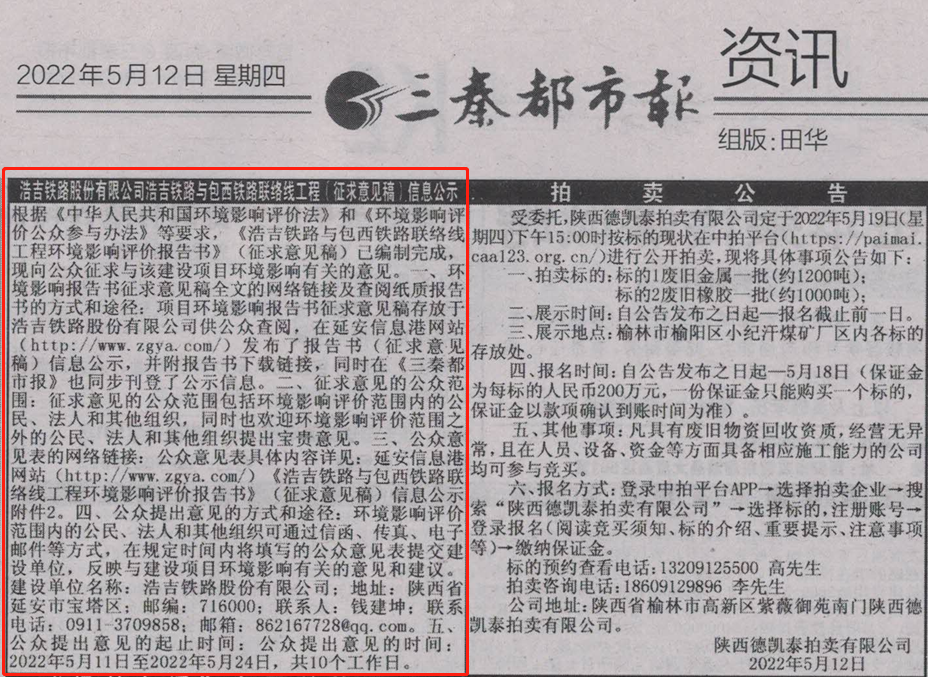 2022年5月12日 星期四
三秦都市报
资讯
组版:田华
浩吉铁路股份有限公司浩吉铁路与包西铁路联络线工程(征求意见稿)信息公示
根据《中华人民共和国环境影响评价法》和《环境影响评
价公众参与办法》等要求，《浩吉铁路与包西铁路联络线
工程环境影响评价报告书》（征求意见稿）已编制完成，
现向公众征求与该建设项目环境影响有关的意见。一、环
境影响报告书征求意见稿全文的网络链接及查阅纸质报告
书的方式和途径：项目环境影响报告书征求意见稿存放于
浩吉铁路股份有限公司供公众查阅，在延安信息港网站
（http://www.zgya.com/）发布了报告书（征求意见
稿）信息公示，并附报告书下载链接，同时在《三秦都
市报》也同步刊登了公示信息。二、征求意见的公众范
围：征求意见的公众范围包括环境影响评价范围内的公
民、法人和其他组织，同时也欢迎环境影响评价范围之
外的公民、法人和其他组织提出宝贵意见。三、公众意
见表的网络链接：公众意见表具体内容详见：延安信息港
网站（http://www.zgya.com/）《浩吉铁路与包西铁路联
络线工程环境影响评价报告书》（征求意见稿）信息公示
附件2。四、公众提出意见的方式和途径：环境影响评价
范围内的公民、法人和其他组织可通过信函、传真、电子
邮件等方式，在规定时间内将填写的公众意见表提交建
设单位，反映与建设项目环境影响有关的意见和建议。
建设单位名称：浩吉铁路股份有限公司；地址：陕西省
延安市宝塔区；邮编：716000；联系人：钱建坤；联系
电话：0911-3709858；邮箱：862167728@qq.com。五、
公众提出意见的起止时间：公众提出意见的时间：
2022年5月11日至2022年5月24日，共10个工作日。
拍卖公告
受委托,陕西德凯泰拍卖有限公司定于2022年5月19日(星
期四)下午15:00时按标的现状在中拍平台(https://paimai.
caa123.org.cn/)进行公开拍卖,现将具体事项公告如下：
一、拍卖标的:标的1废旧金属一批(约1200吨);
标的2废旧橡胶一批(约1000吨);
二、展示时间:自公告发布之日起—报名截止前一日。
三、展示地点:榆林市榆阳区小纪汗煤矿厂区内各标的
存放处。
四、报名时间:自公告发布之日起—5月18日（保证金
为每标的人民币200万元，一份保证金只能购买一个标的，
保证金以款项确认到账时间为准）。
五、其他事项:凡具有废旧物资回收资质,经营无异
常,且在人员、设备、资金等方面具备相应施工能力的公司
均可参与竞买。
六、报名方式:登录中拍平台APP→选择拍卖企业→搜
索“陕西德凯泰拍卖有限公司”→选择标的,注册账号→
登录报名(阅读竞买须知、标的介绍、重要提示、注意事项
等)→缴纳保证金。
标的预约查看电话:13209125500 高先生
拍卖咨询电话:18609129896 李先生
公司地址:陕西省榆林市高新区紫薇御苑南门陕西德
凯泰拍卖有限公司。
陕西德凯泰拍卖有限公司
2022年5月12日